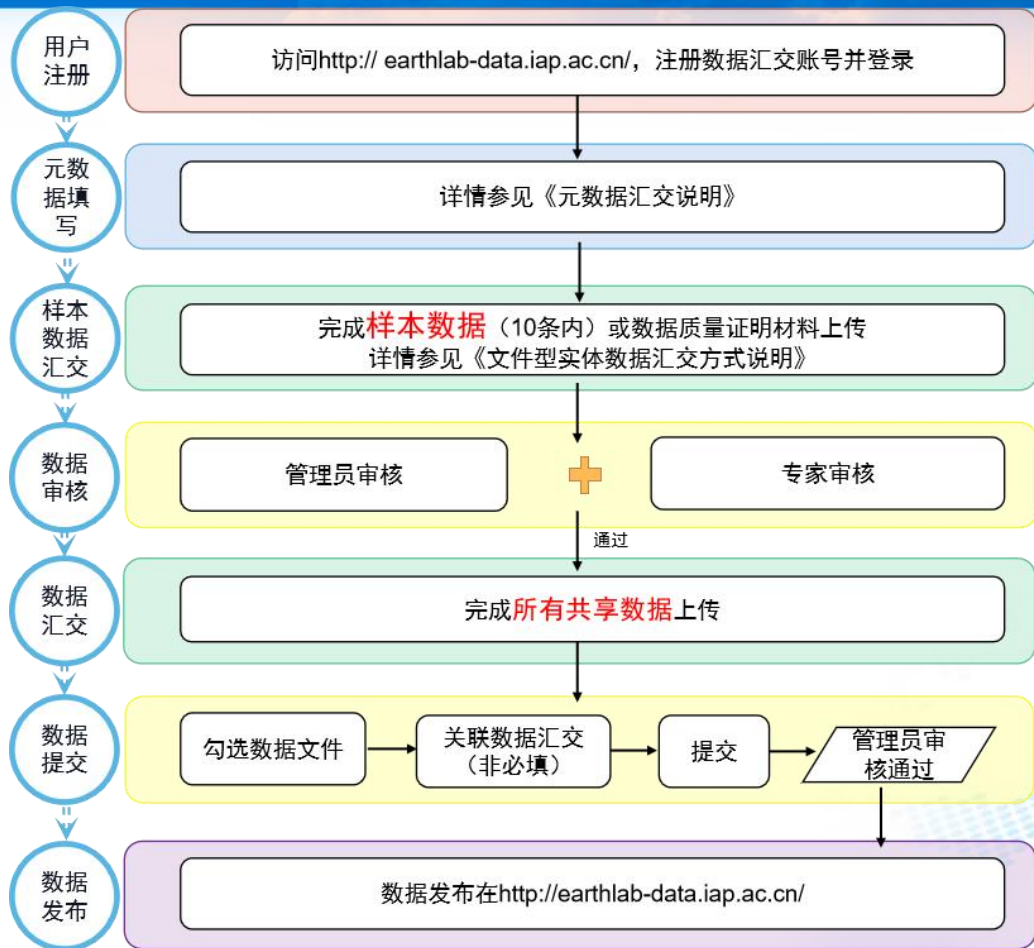 用户
注册
访问http:// earthlab-data.iap.ac.cn/，注册数据汇交账号并登录
元数
据填
写
详情参见《元数据汇交说明》
样本
数据
汇交
完成样本数据（10条内）或数据质量证明材料上传
详情参见《文件型实体数据汇交方式说明》
数据
审核
管理员审核
专家审核
通过
数据
汇交
完成所有共享数据上传
数据
提交
勾选数据文件
关联数据汇交
（非必填）
提交
管理员审
核通过
数据
发布
数据发布在http://earthlab-data.iap.ac.cn/